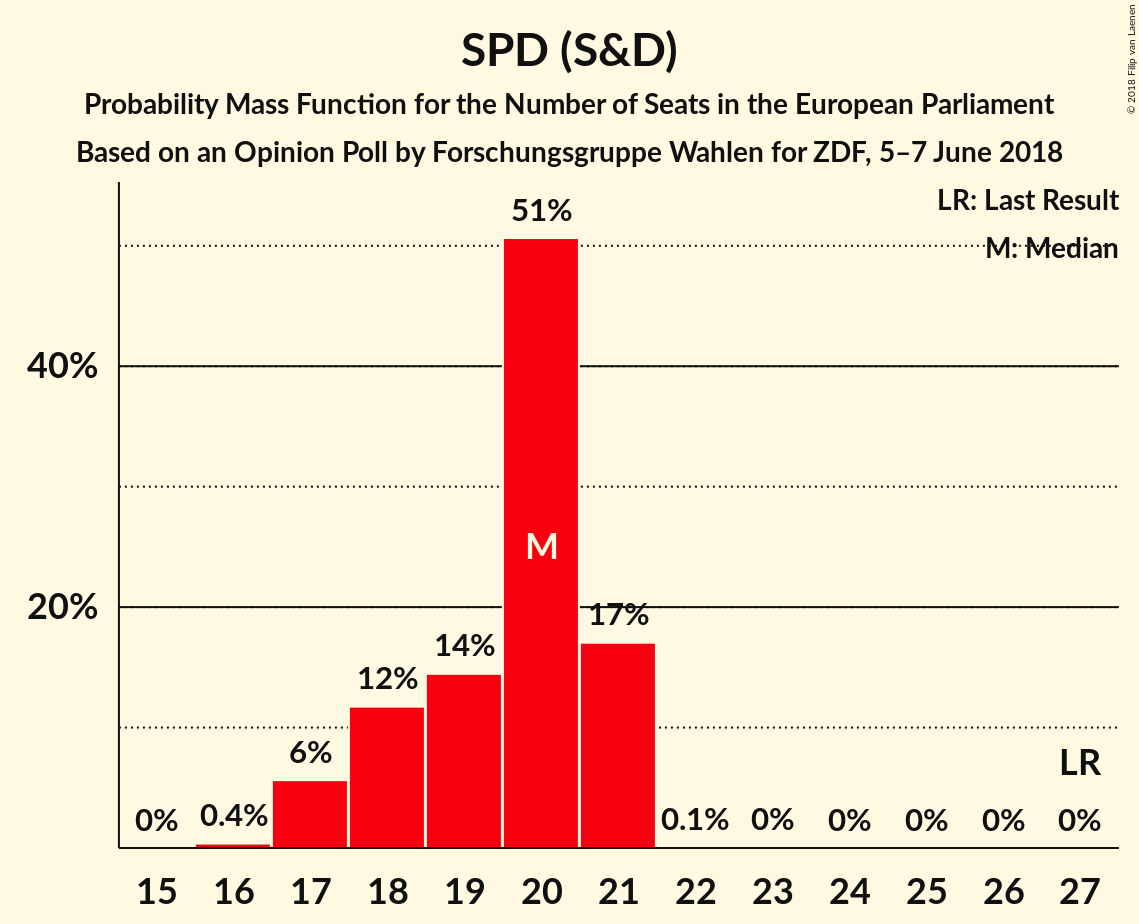 SPD (S&D)
Probability Mass Function for the Number of Seats in the European Parliament
Based on an Opinion Poll by Forschungsgruppe Wahlen for ZDF, 5–7 June 2018
© 2018 Filip van Laenen
LR: Last Result
M: Median
51%
40%
M
20%
17%
14%
12%
6%
LR
0% 0.4% 0.1% 0% 0% 0% 0% 0%
15 16 17 18 19 20 21 22 23 24 25 26 27